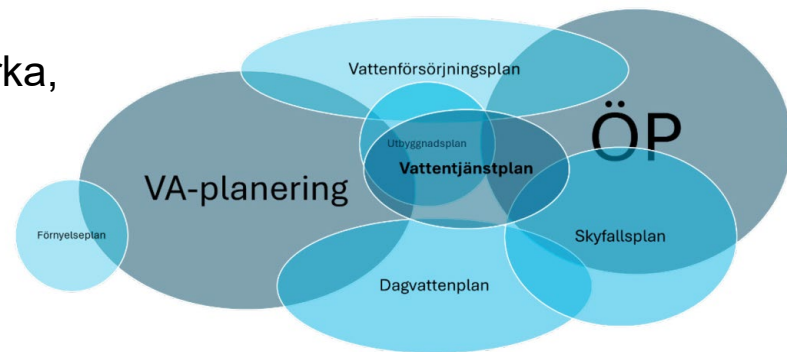 rka,
Vattenförsörjningsplan
ÖP
Utbyggnadsplan
Vattentjänstplan
VA-planering
Förnyelseplan
Skyfallsplan
Dagvattenplan